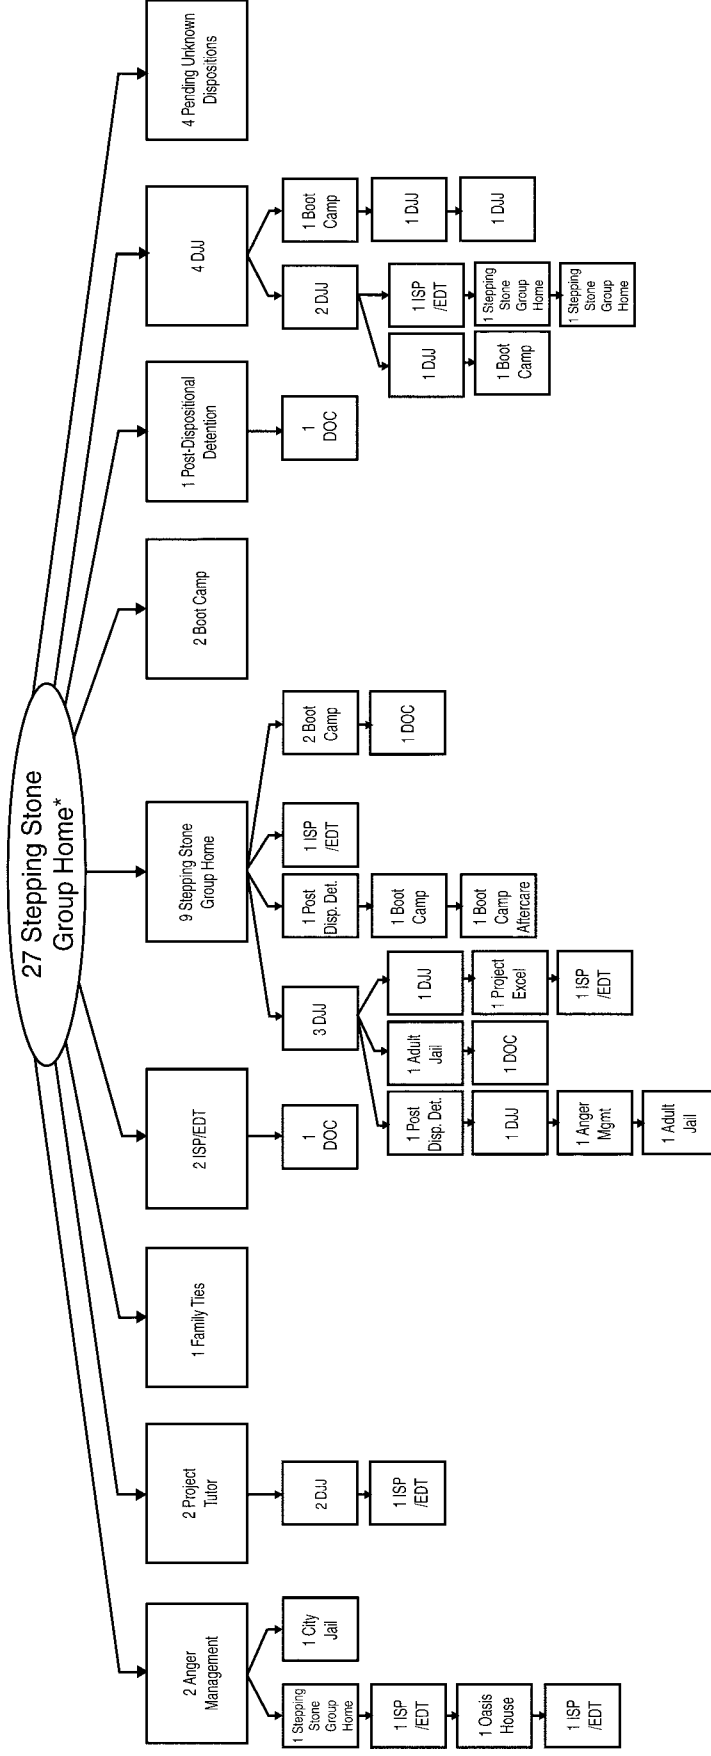 27 Stepping Stone
Group Home*
2 Anger
Management
2 Project
Tutor
1 Family Ties
2 ISP/EDT
9 Stepping Stone
Group Home
2 Boot Camp
1 Post-Dispositional
Detention
4 DJJ
4 Pending Unknown
Dispositions
1 Stepping
Stone
Group
Home
1 City
Jail
2 DJJ
1
DOC
3 DJJ
1 Post
Disp. Det.
1 ISP
/EDT
2 Boot
Camp
1
DOC
2 DJJ
1 Boot
Camp
1 ISP
/EDT
1 ISP
/EDT
1 Post
Disp. Det.
1 Adult
Jail
1 DJJ
1 Boot
Camp
1 DOC
1 DJJ
1 ISP
/EDT
1 DJJ
1 Oasis
House
1 DJJ
1 DOC
1 Project
Excel
1 Boot
Camp
Aftercare
1 Boot
Camp
1 Stepping
Stone
Group
Home
1 DJJ
1 ISP
/EDT
1 Anger
Mgmt
1 ISP
/EDT
1 Stepping
Stone
Group
Home
1 Adult
Jail